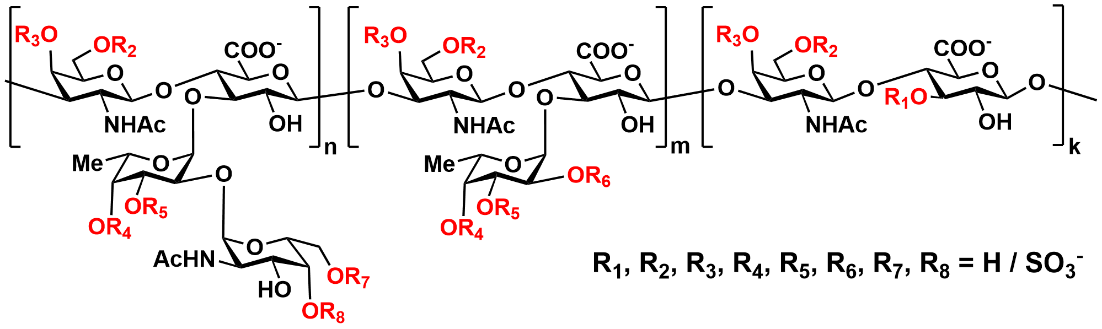 R3O OR2 COO- R3O OR2 COO- R3O OR2 COO-
O O O O O O O O O
NHAc O OH n NHAc O OH m NHAc R1O OH k
Me O O Me O OR6
OR5 OR5
OR4 OR4
AcHN O
HO OR7
OR8
R1, R2, R3, R4, R5, R6, R7, R8 = H / SO3-